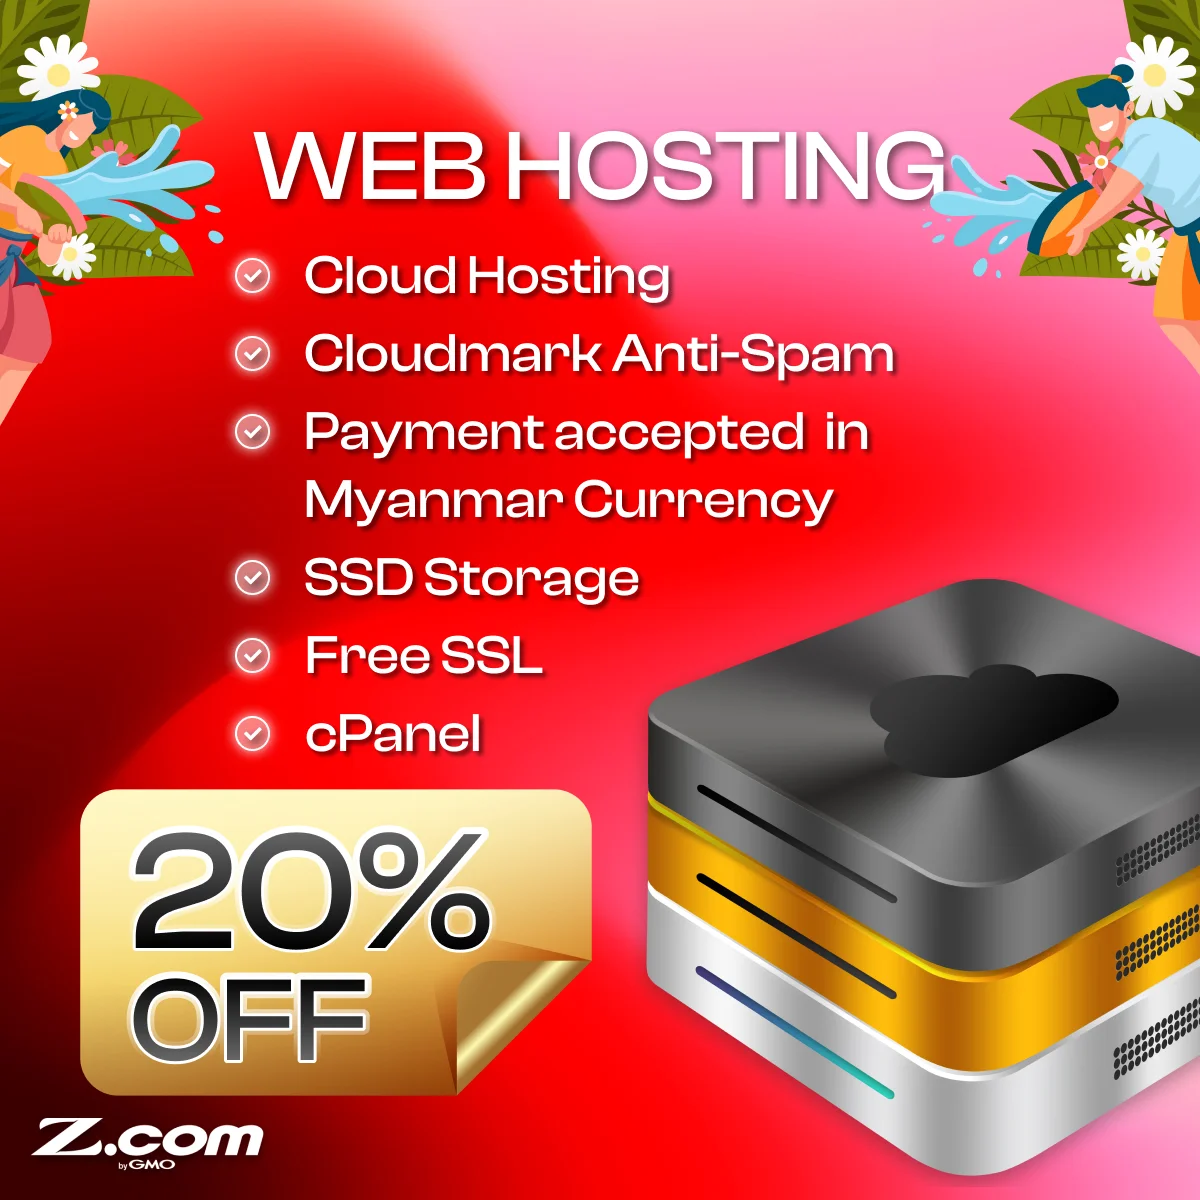 WEB HOSTING
Cloud Hosting
Cloudmark Anti-Spam
Payment accepted in
Myanmar Currency
SSD Storage
Free SSL
cPanel
20%
OFF
Z.com
by GMO